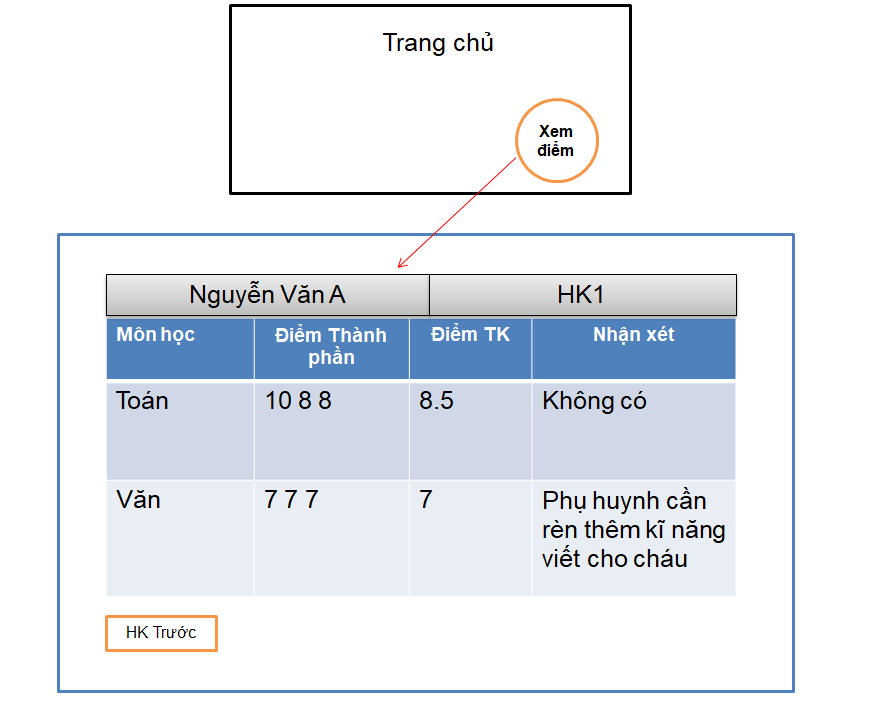 Trang chủ
Xem
điểm
Nguyễn Văn A HK1
Môn học Điểm Thành phần Điểm TK Nhận xét
Toán 10 8 8 8.5 Không có
Văn 7 7 7 7 Phụ huynh cần
rèn thêm kĩ năng
viết cho cháu
HK Trước